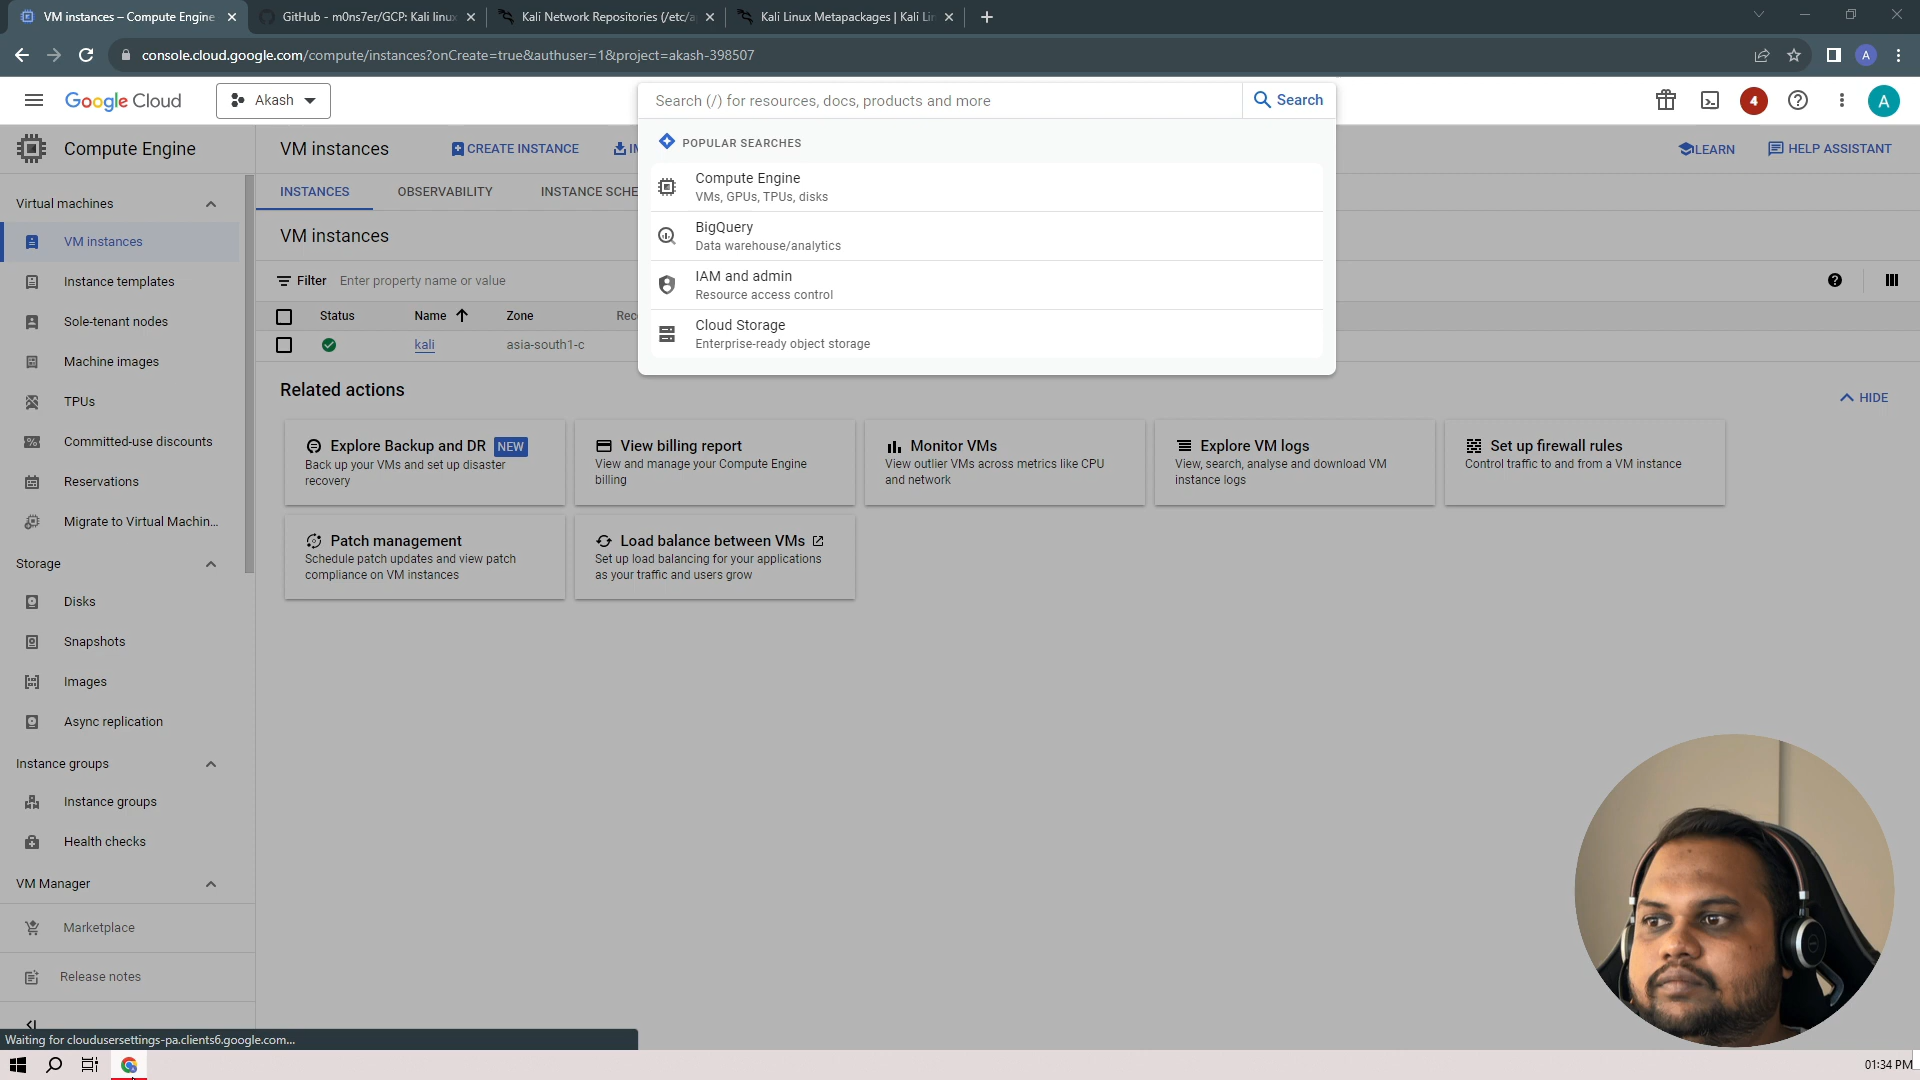 VM instances – Compute Engine
GitHub - m0ns7er/GCP: Kali linux
Kali Network Repositories (/etc/a
Kali Linux Metapackages | Kali Lin
console.cloud.google.com/compute/instances?onCreate=true&authuser=1&project=akash-398507
A
Google Cloud
Akash
Search (/) for resources, docs, products and more
Search
4
A
POPULAR SEARCHES
Compute Engine
VMs, GPUs, TPUs, disks
BigQuery
Data warehouse/analytics
IAM and admin
Resource access control
Cloud Storage
Enterprise-ready object storage
Compute Engine
VM instances
CREATE INSTANCE
IM
LEARN
HELP ASSISTANT
INSTANCES
OBSERVABILITY
INSTANCE SCHE
VM instances
Filter
Enter property name or value
Status
Name
Zone
Rec
kali
asia-south1-c
Related actions
HIDE
Explore Backup and DR NEW
Back up your VMs and set up disaster
recovery
View billing report
View and manage your Compute Engine
billing
Monitor VMs
View outlier VMs across metrics like CPU
and network
Explore VM logs
View, search, analyse and download VM
instance logs
Set up firewall rules
Control traffic to and from a VM instance
Patch management
Schedule patch updates and view patch
compliance on VM instances
Load balance between VMs
Set up load balancing for your applications
as your traffic and users grow
Virtual machines
VM instances
Instance templates
Sole-tenant nodes
Machine images
TPUs
Committed-use discounts
Reservations
Migrate to Virtual Machin...
Storage
Disks
Snapshots
Images
Async replication
Instance groups
Instance groups
Health checks
VM Manager
Marketplace
Release notes
Waiting for cloudusersettings-pa.clients6.google.com...
01:34 PM